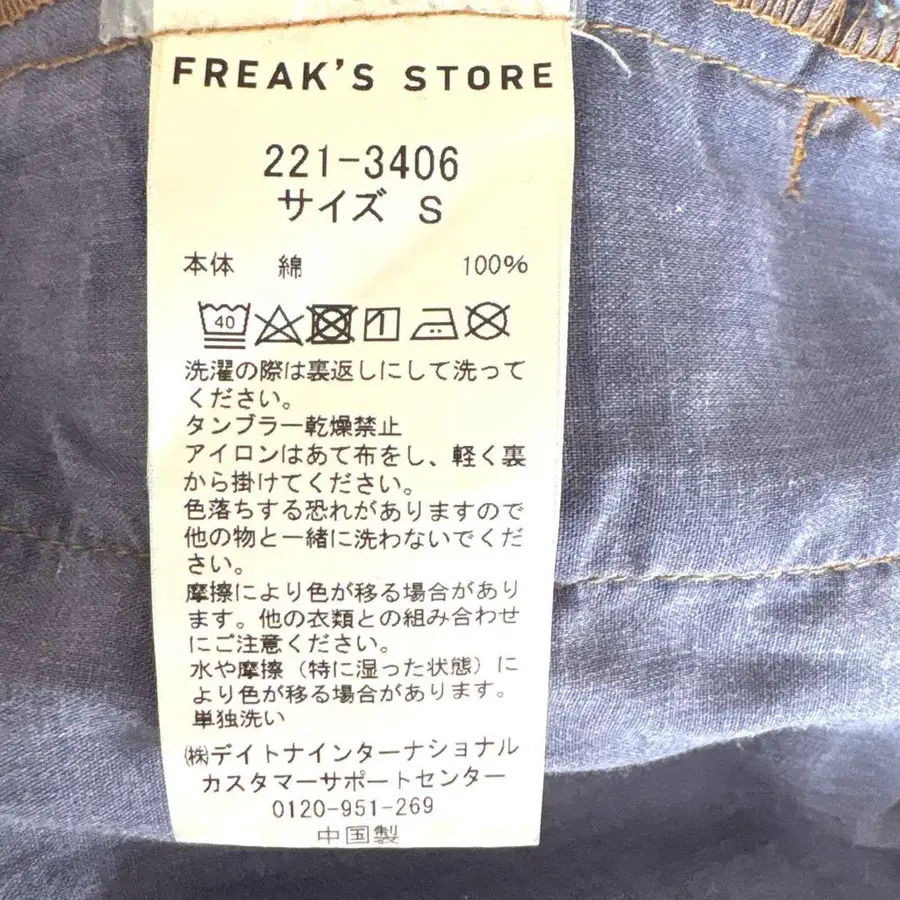 FREAK'S STORE
221-3406
サイズ S
本体 綿 100%
40
洗濯の際は裏返しにして洗って
ください。
タンブラー乾燥禁止
アイロンはあて布をし、軽く裏
から掛けてください。
色落ちする恐れがありますので
他の物と一緒に洗わないでくだ
さい。
摩擦により色が移る場合があり
ます。他の衣類との組み合わせ
にご注意ください。
水や摩擦（特に湿った状態）に
より色が移る場合があります。
単独洗い
㈱デイトナインターナショナル
カスタマーサポートセンター
0120-951-269
中国製